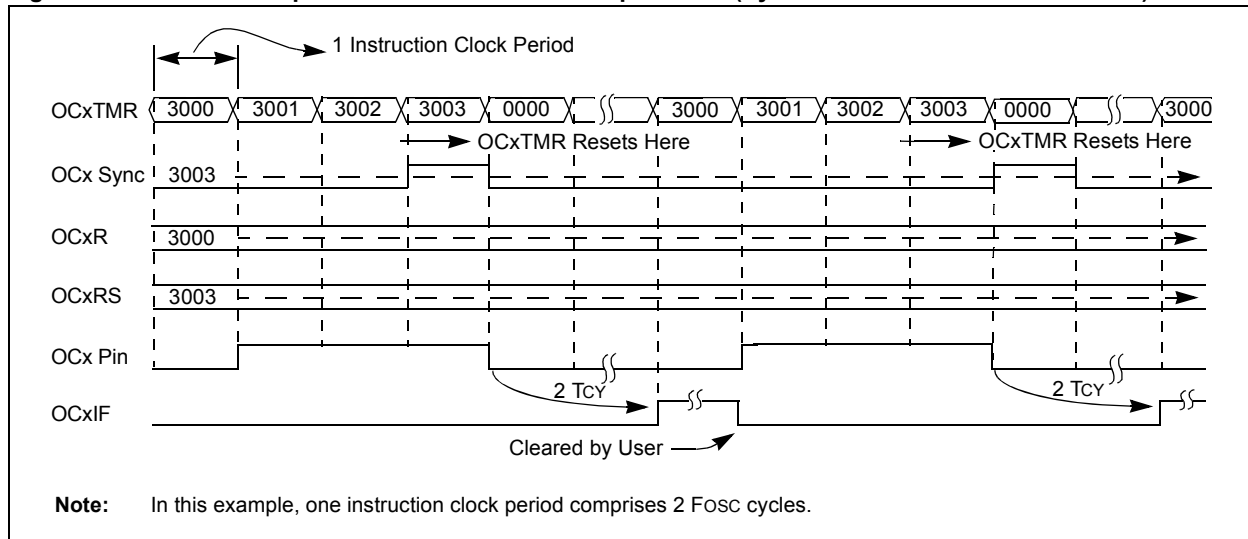 1 Instruction Clock Period
OCxTMR 3000 3001 3002 3003 0000 3000 3001 3002 3003 0000 3000
OCxTMR Resets Here OCxTMR Resets Here
OCx Sync 3003
OCxR 3000
OCxRS 3003
OCx Pin
2 TCY 2 TCY
OCxIF
Cleared by User
Note: In this example, one instruction clock period comprises 2 FOSC cycles.